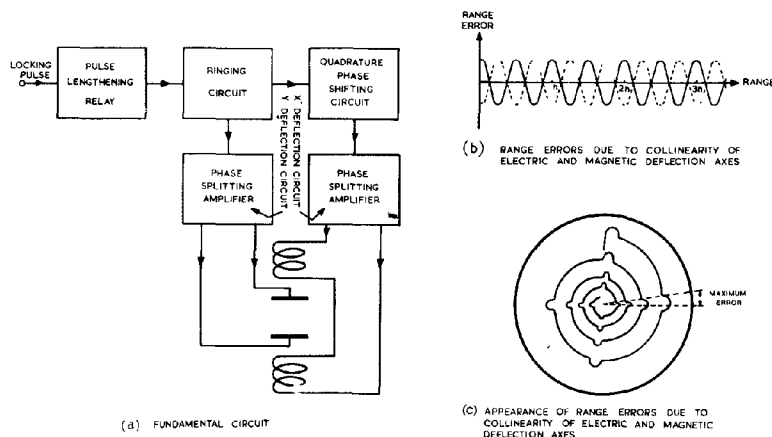 LOCKING
PULSE
PULSE
LENGTHENING
RELAY
RINGING
CIRCUIT
QUADRATURE
PHASE
SHIFTING
CIRCUIT
X' DEFLECTION CIRCUIT
Y' DEFLECTION CIRCUIT
PHASE
SPLITTING
AMPLIFIER
PHASE
SPLITTING
AMPLIFIER
(a) FUNDAMENTAL CIRCUIT
RANGE
ERROR
RANGE
(b) RANGE ERRORS DUE TO COLLINEARITY OF
ELECTRIC AND MAGNETIC DEFLECTION AXES
MAXIMUM
ERROR
(c) APPEARANCE OF RANGE ERRORS DUE TO
COLLINEARITY OF ELECTRIC AND MAGNETIC
DEFLECTION AXES